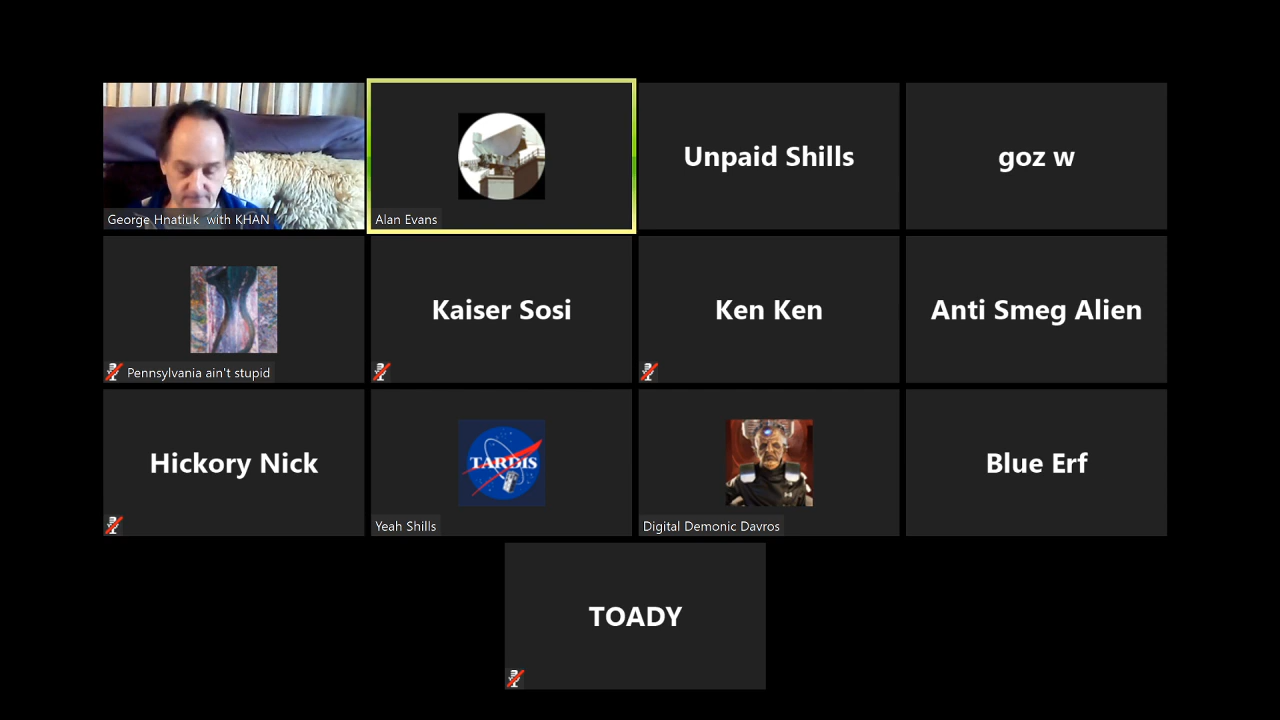 George Hnatiuk  with KHAN
Alan Evans
Unpaid Shills
goz w
Pennsylvania ain't stupid
Kaiser Sosi
Ken Ken
Anti Smeg Alien
Hickory Nick
TARDIS
Yeah Shills
Digital Demonic Davros
Blue Erf
TOADY